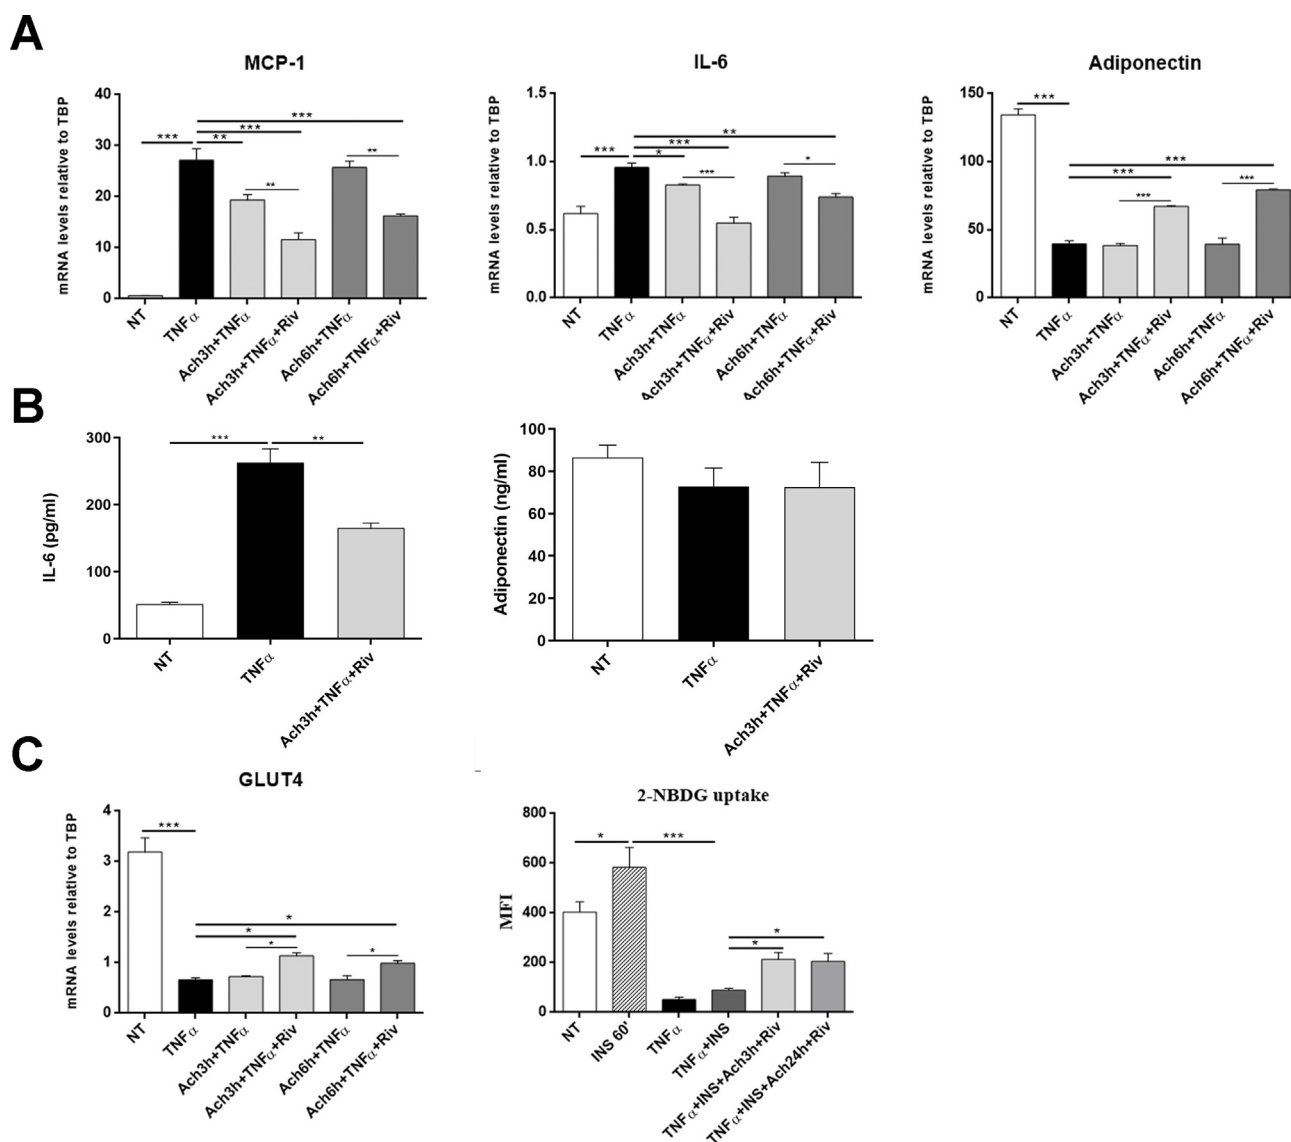 A
MCP-1
mRNA levels relative to TBP
40
30
20
10
0
***
**
***
***
**
**
NT
TNFα
Ach3h+TNFα
Ach3h+TNFα+Riv
Ach6h+TNFα
Ach6h+TNFα+Riv
IL-6
mRNA levels relative to TBP
1.5
1.0
0.5
0.0
***
*
***
**
***
*
NT
TNFα
Ach3h+TNFα
Ach3h+TNFα+Riv
Ach6h+TNFα
Ach6h+TNFα+Riv
Adiponectin
mRNA levels relative to TBP
150
100
50
0
***
***
***
***
***
NT
TNFα
Ach3h+TNFα
Ach3h+TNFα+Riv
Ach6h+TNFα
Ach6h+TNFα+Riv
B
IL-6 (pg/ml)
300
200
100
0
***
**
NT
TNFα
Ach3h+TNFα+Riv
Adiponectin (ng/ml)
100
80
60
40
20
0
NT
TNFα
Ach3h+TNFα+Riv
C
GLUT4
mRNA levels relative to TBP
4
3
2
1
0
***
*
*
*
*
NT
TNFα
Ach3h+TNFα
Ach3h+TNFα+Riv
Ach6h+TNFα
Ach6h+TNFα+Riv
2-NBDG uptake
MFI
800
600
400
200
0
*
***
*
*
NT
INS 60'
TNFα
TNFα+INS
TNFα+INS+Ach3h+Riv
TNFα+INS+Ach24h+Riv